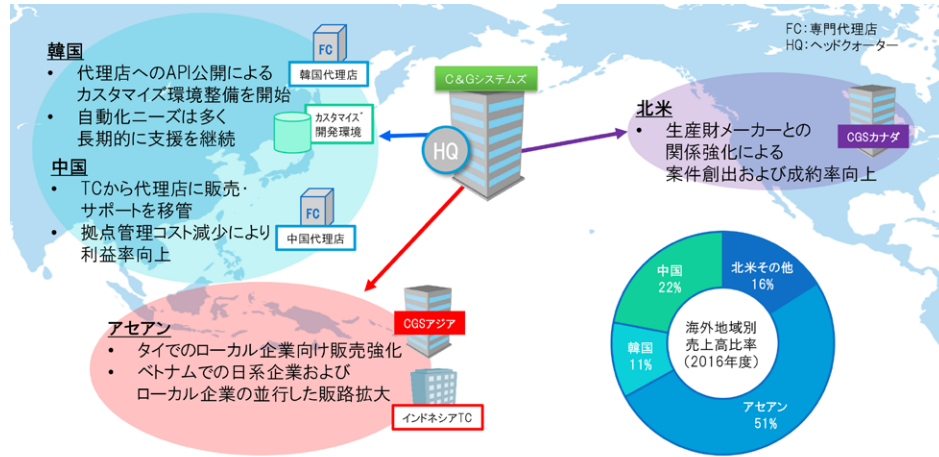 FC:専門代理店
HQ:ヘッドクォーター
韓国
• 代理店へのAPI公開による
カスタマイズ環境整備を開始
• 自動化ニーズは多く
長期的に支援を継続
FC
韓国代理店
カスタマイズ
開発環境
中国
• TCから代理店に販売・
サポートを移管
• 拠点管理コスト減少により
利益率向上
FC
中国代理店
C&Gシステムズ
HQ
北米
• 生産財メーカーとの
関係強化による
案件創出および成約率向上
CGSカナダ
アセアン
• タイでのローカル企業向け販売強化
• ベトナムでの日系企業および
ローカル企業の並行した販路拡大
CGSアジア
インドネシアTC
海外地域別
売上高比率
(2016年度)
北米その他
16%
アセアン
51%
韓国
11%
中国
22%